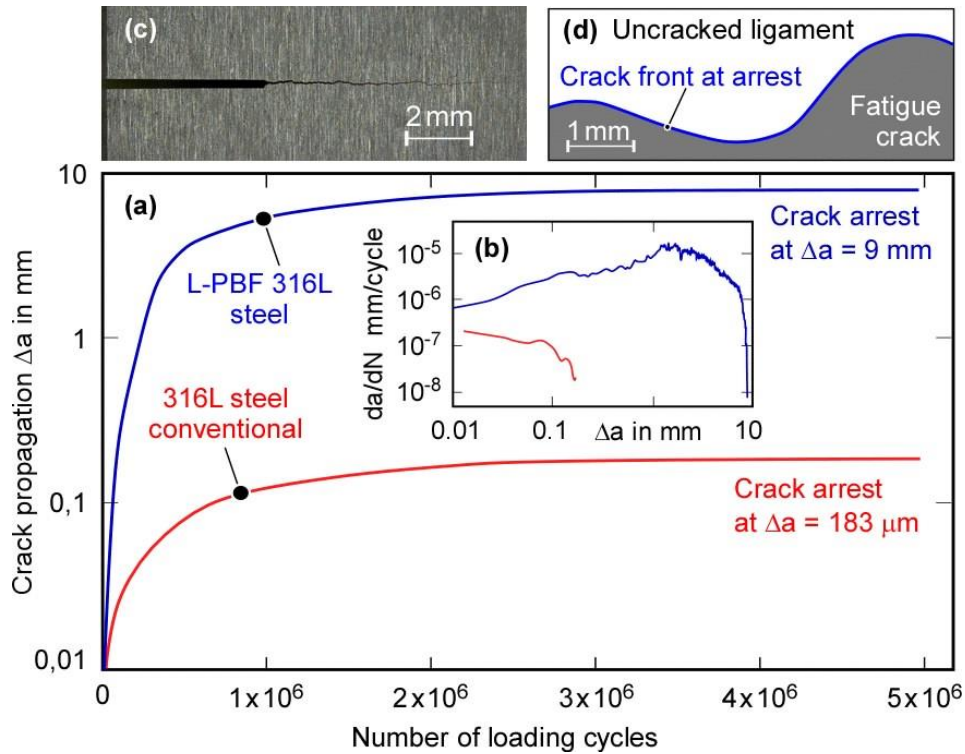 (c)
2 mm
(d) Uncracked ligament
Crack front at arrest
1 mm
Fatigue
crack
(a)
Crack propagation Δa in mm
10
1
0,1
0,01
L-PBF 316L
steel
316L steel
conventional
Crack arrest
at Δa = 9 mm
Crack arrest
at Δa = 183 μm
(b)
da/dN mm/cycle
10⁻⁵
10⁻⁶
10⁻⁷
10⁻⁸
0.01 0.1 Δa in mm 10
0 1x10⁶ 2x10⁶ 3x10⁶ 4x10⁶ 5x10⁶
Number of loading cycles